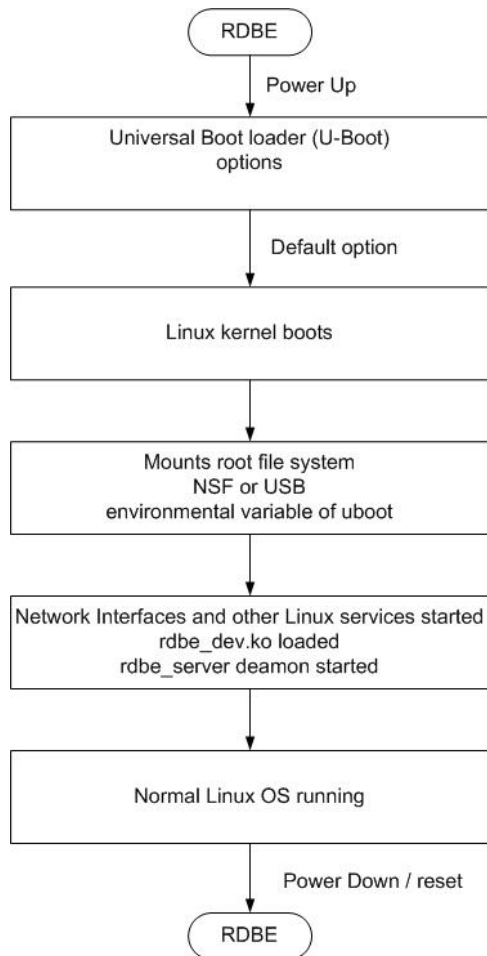 RDBE
Power Up
Universal Boot loader (U-Boot)
options
Default option
Linux kernel boots
Mounts root file system
NSF or USB
environmental variable of uboot
Network Interfaces and other Linux services started
rdbe_dev.ko loaded
rdbe_server deamon started
Normal Linux OS running
Power Down / reset
RDBE